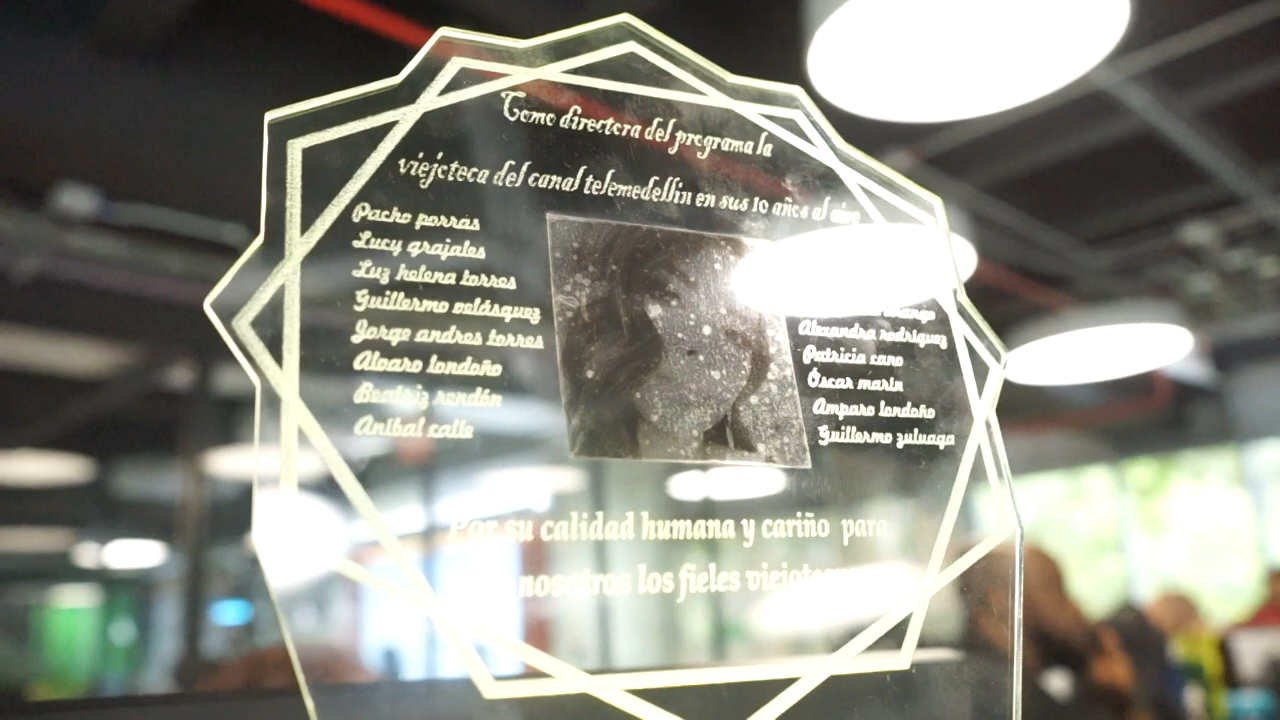 Como directora del programa la
viejoteca del canal telemedellin en sus 10 años al aire
Pacho porras
Lucy grajales
Luz helena torres
Guillermo velásquez
Jorge andres torres
Alvaro londoño
Beatriz rendón
Anibal calle
Alexandra rodriguez
Patricia cano
Óscar marin
Amparo londoño
Guillermo zuluaga
Por su calidad humana y cariño para
nosotros los fieles